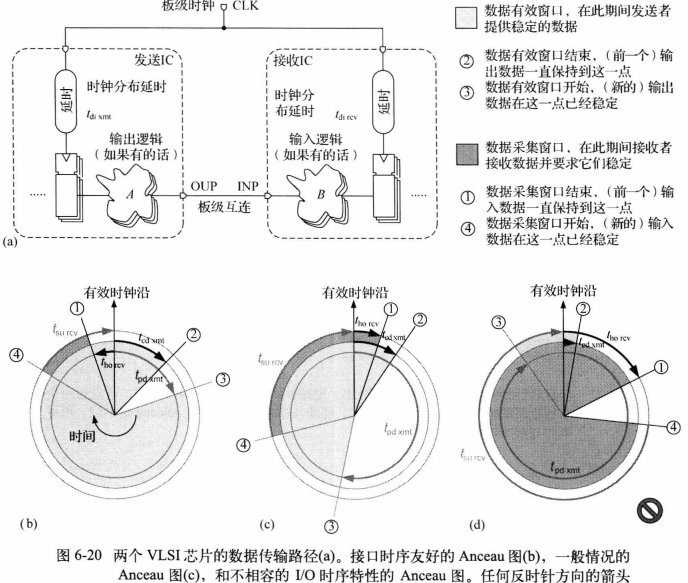 板级时钟 CLK
发送IC
接收IC
延时
时钟分布延时
t_di xmt
时钟分
布延时
t_di rcv
延时
输出逻辑
（如果有的话）
输入逻辑
（如果有的话）
A
OUP INP
板级互连
B
(a)
数据有效窗口，在此期间发送者
提供稳定的数据
② 数据有效窗口结束，（前一个）输
出数据一直保持到这一点
③ 数据有效窗口开始，（新的）输出
数据在这一点已经稳定
数据采集窗口，在此期间接收者
接收数据并要求它们稳定
① 数据采集窗口结束，（前一个）输
入数据一直保持到这一点
④ 数据采集窗口开始，（新的）输入
数据在这一点已经稳定
有效时钟沿
①
t_su rcv
t_cd xmt
②
④
t_ho rcv
t_pd xmt
③
时间
(b)
有效时钟沿
①
t_ho rcv
②
t_cd xmt
t_su rcv
t_pd xmt
④
③
(c)
有效时钟沿
③
②
t_ho rcv
t_cd xmt
①
④
t_su rcv
t_pd xmt
(d)
图 6-20 两个 VLSI 芯片的数据传输路径(a)。接口时序友好的 Anceau 图(b)，一般情况的
Anceau 图(c)，和不相容的 I/O 时序特性的 Anceau 图。任何反时针方向的箭头